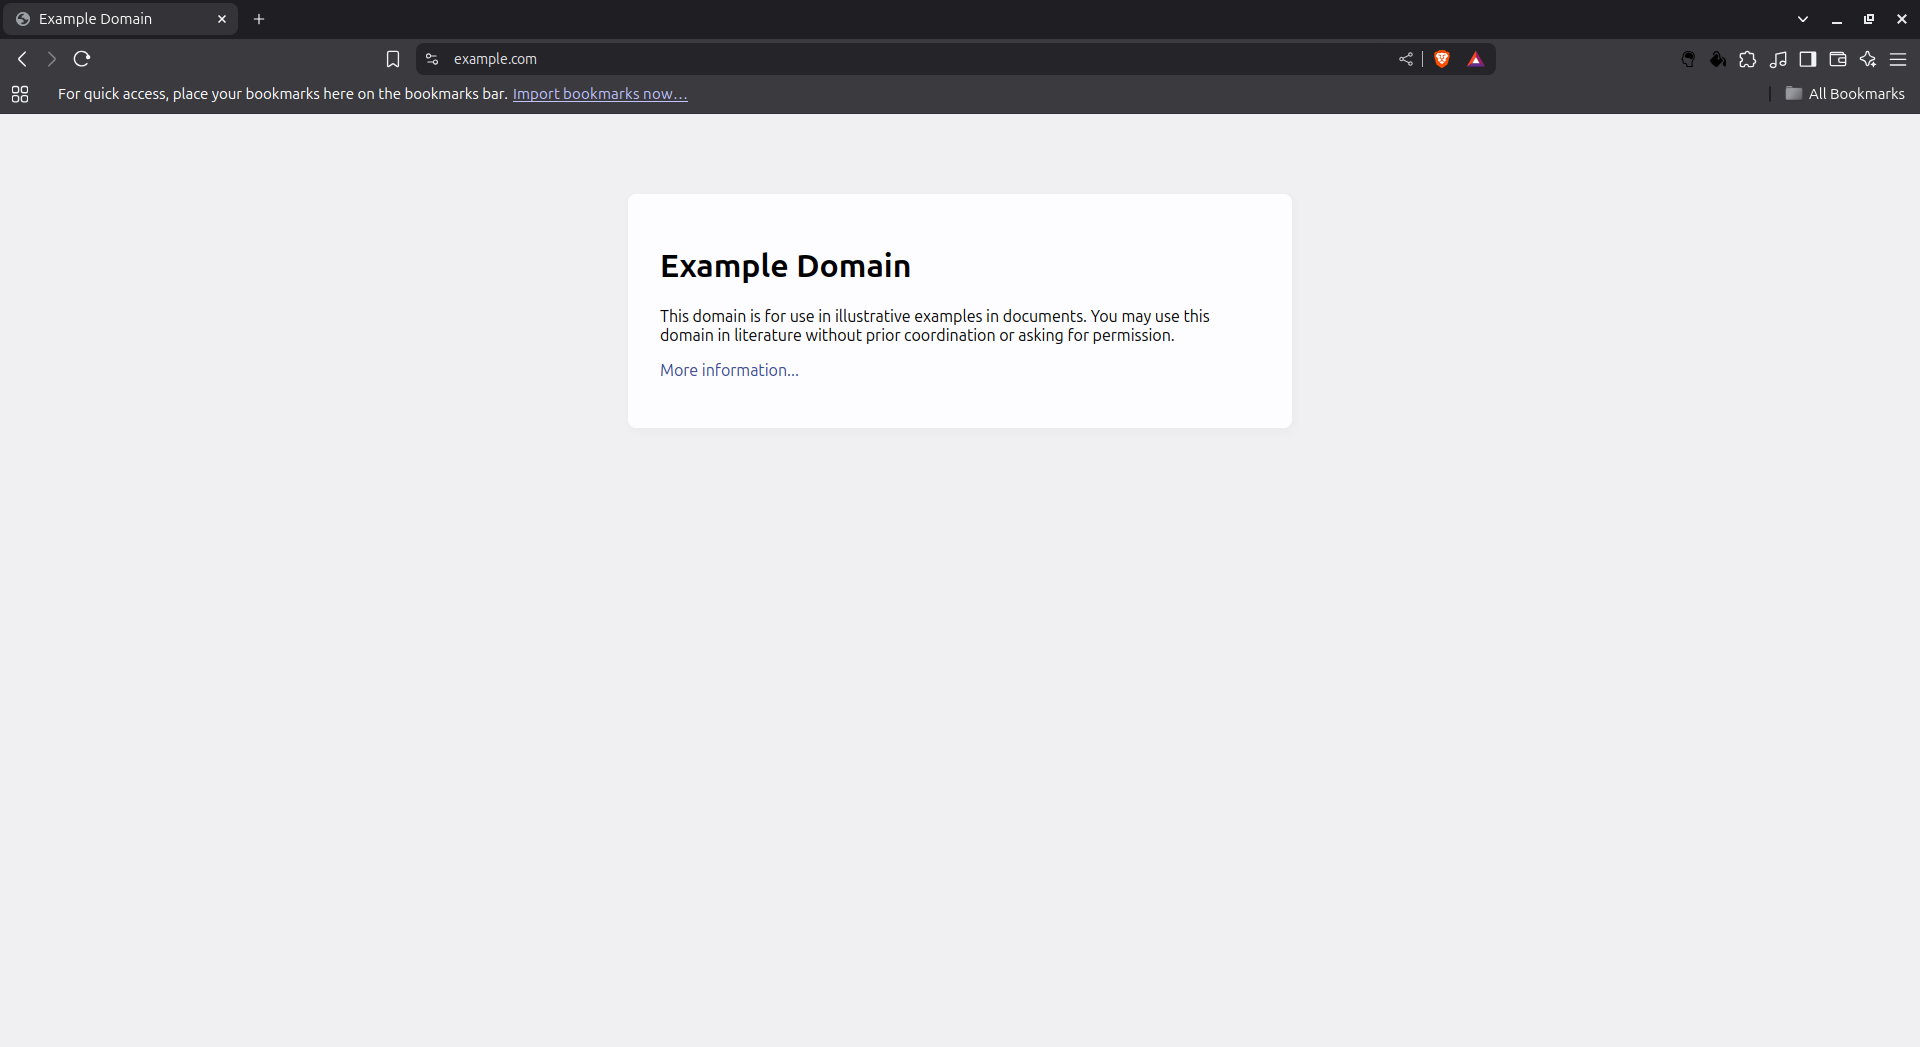 Example Domain
example.com
For quick access, place your bookmarks here on the bookmarks bar. Import bookmarks now...
All Bookmarks
Example Domain
This domain is for use in illustrative examples in documents. You may use this
domain in literature without prior coordination or asking for permission.
More information...